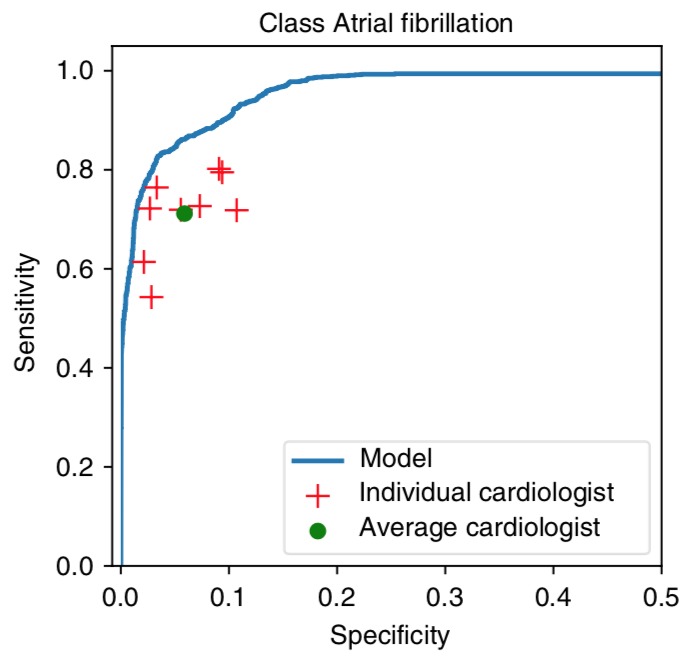 Class Atrial fibrillation
1.0
0.8
0.6
0.4
0.2
0.0
Sensitivity
Model
Individual cardiologist
Average cardiologist
0.0 0.1 0.2 0.3 0.4 0.5
Specificity